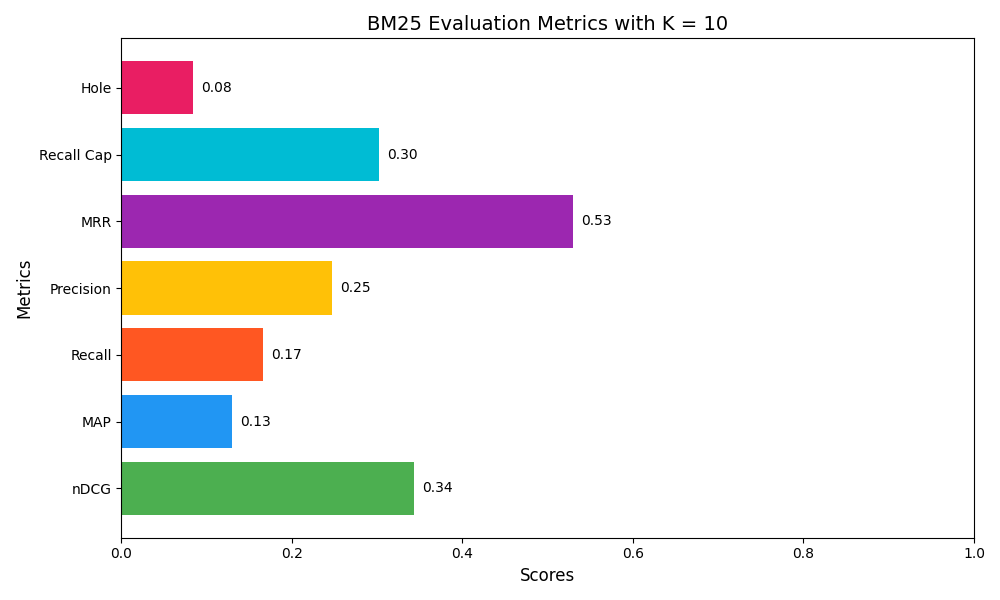 BM25 Evaluation Metrics with K = 10
Metrics
Hole 0.08
Recall Cap 0.30
MRR 0.53
Precision 0.25
Recall 0.17
MAP 0.13
nDCG 0.34
0.0 0.2 0.4 0.6 0.8 1.0
Scores